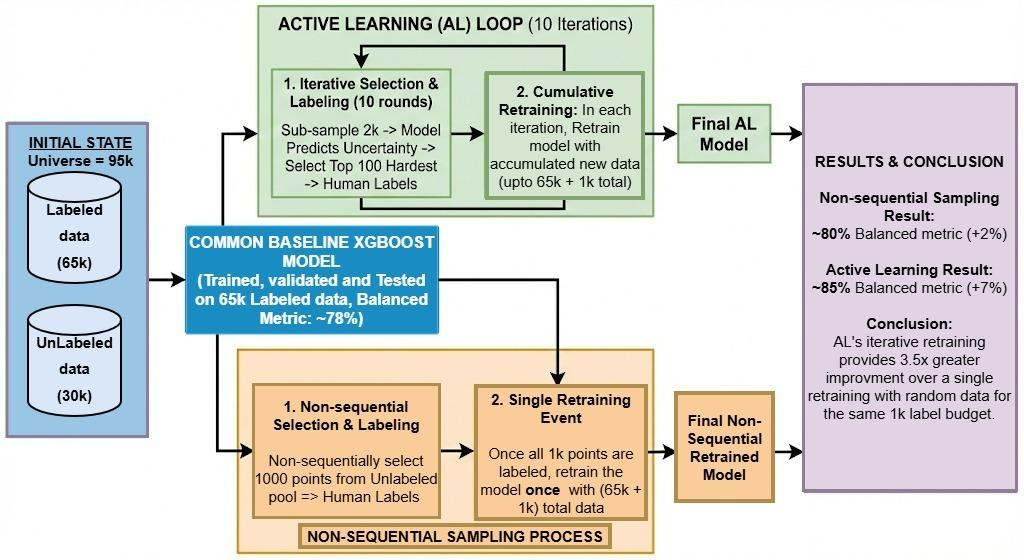 ACTIVE LEARNING (AL) LOOP (10 Iterations)
1. Iterative Selection &
Labeling (10 rounds)
Sub-sample 2k -> Model
Predicts Uncertainty ->
Select Top 100 Hardest
-> Human Labels
2. Cumulative
Retraining: In each
iteration, Retrain
model with
accumulated new data
(upto 65k + 1k total)
Final AL
Model
INITIAL STATE
Universe = 95k
Labeled
data
(65k)
UnLabeled
data
(30k)
COMMON BASELINE XGBOOST
MODEL
(Trained, validated and Tested
on 65k Labeled data, Balanced
Metric: ~78%)
1. Non-sequential
Selection & Labeling
Non-sequentially select
1000 points from Unlabeled
pool => Human Labels
2. Single Retraining
Event
Once all 1k points are
labeled, retrain the
model once with (65k +
1k) total data
NON-SEQUENTIAL SAMPLING PROCESS
Final Non-
Sequential
Retrained
Model
RESULTS & CONCLUSION
Non-sequential Sampling
Result:
~80% Balanced metric (+2%)
Active Learning Result:
~85% Balanced metric (+7%)
Conclusion:
AL's iterative retraining
provides 3.5x greater
improvment over a single
retraining with random data for
the same 1k label budget.